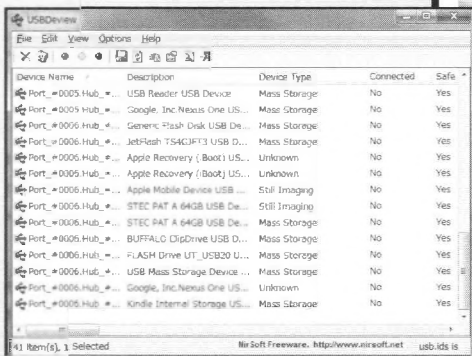 USBDeview
File Edit View Options Help
Device Name Description Device Type Connected Safe
Port_#0005.Hub_#... USB Reader USB Device Mass Storage No Yes
Port_#0005.Hub_#... Google, Inc.Nexus One US... Mass Storage No Yes
Port_#0005.Hub_#... Generic Flash Disk USB De... Mass Storage No Yes
Port_#0006.Hub_#... JetFlash TS4GJFT3 USB D... Mass Storage No Yes
Port_#0006.Hub_#... Apple Recovery (iBoot) US... Unknown No Yes
Port_#0006.Hub_#... Apple Recovery (iBoot) US... Unknown No Yes
Port_#0006.Hub_#... Apple Mobile Device USB ... Still Imaging No Yes
Port_#0006.Hub_#... STEC PAT A 64GB USB De... Still Imaging No Yes
Port_#0006.Hub_#... STEC PAT A 64GB USB De... Mass Storage No Yes
Port_#0006.Hub_#... BUFFALO ClipDrive USB D... Mass Storage No Yes
Port_#0006.Hub_#... FLASH Drive UT_USB20 U... Mass Storage No Yes
Port_#0006.Hub_#... USB Mass Storage Device ... Mass Storage No Yes
Port_#0006.Hub_#... Google, Inc.Nexus One US... Unknown No Yes
Port_#0006.Hub_#... Kindle Internal Storage US... Mass Storage No Yes
41 item(s), 1 Selected NirSoft Freeware. http://www.nirsoft.net usb.ids is